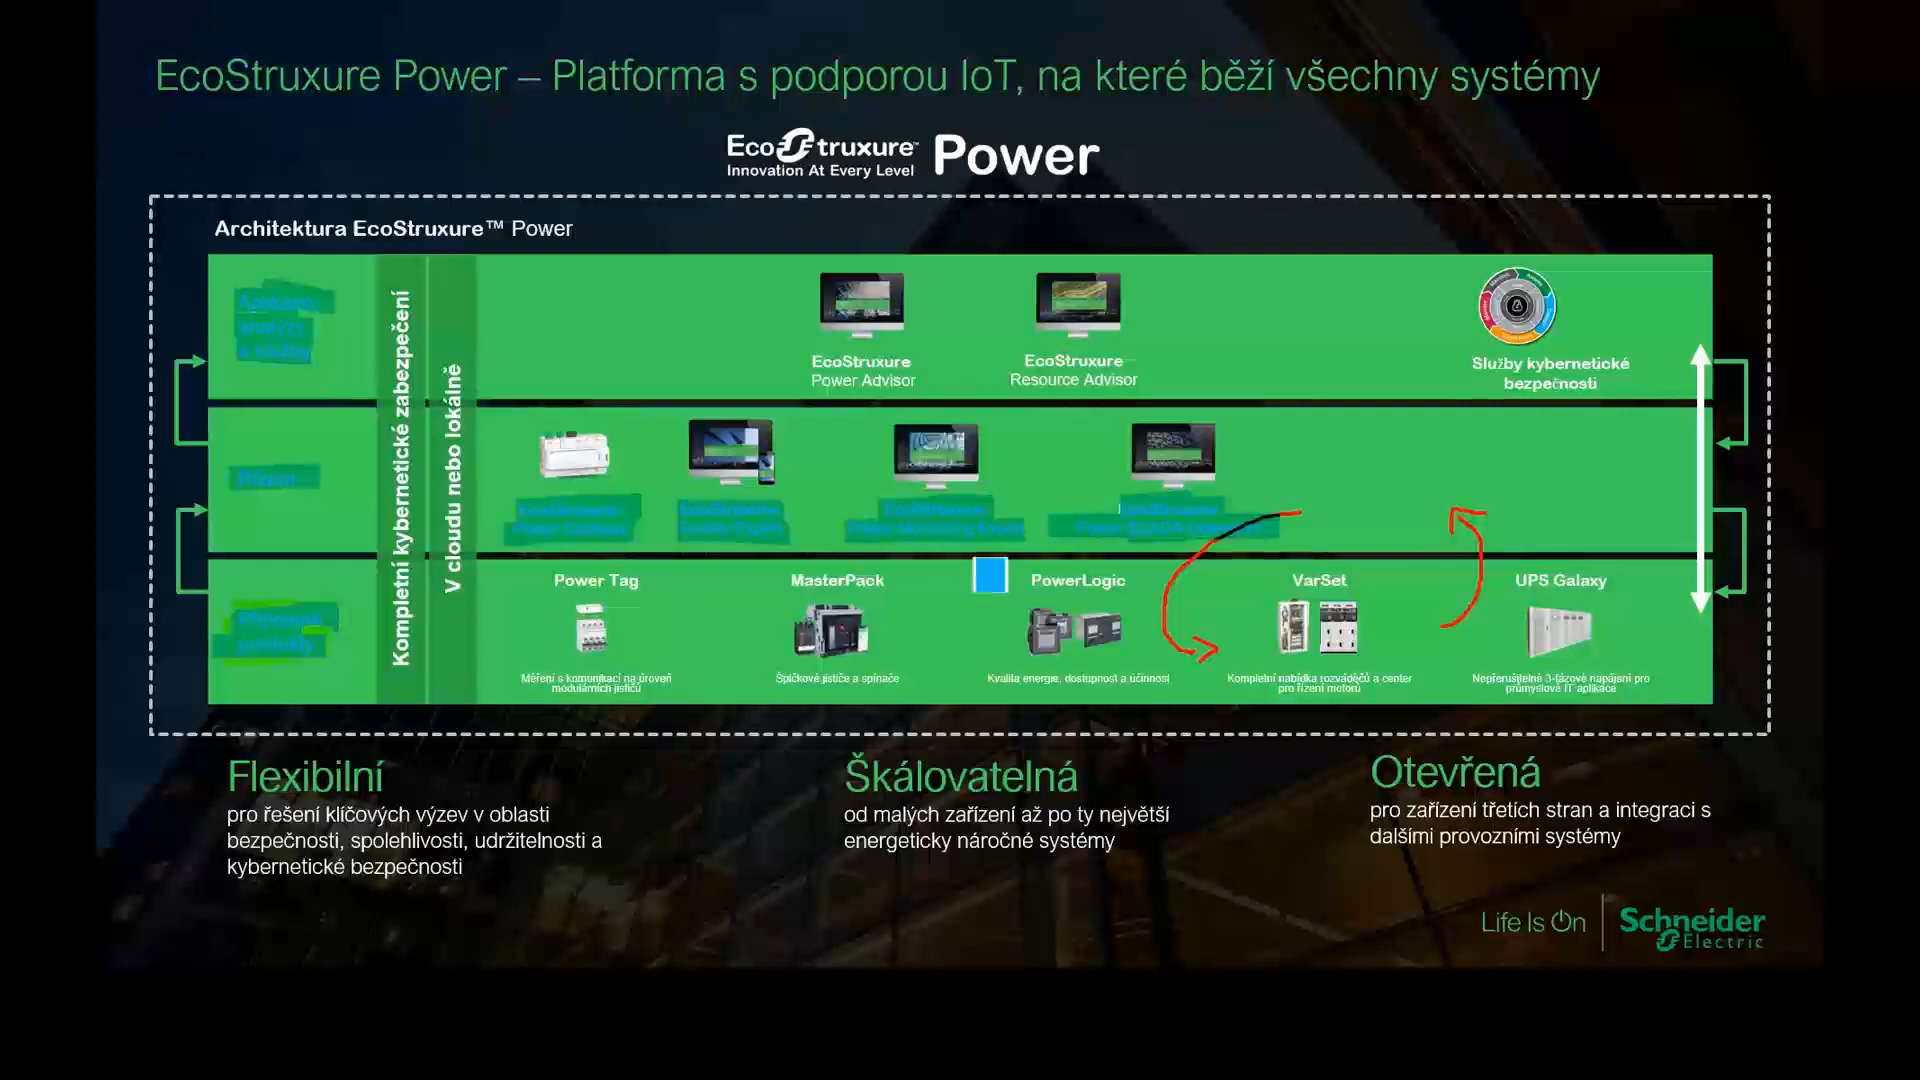 EcoStruxure Power – Platforma s podporou IoT, na které běží všechny systémy
EcoStruxure™ Power
Innovation At Every Level
Architektura EcoStruxure™ Power
Kompletní kybernetické zabezpečení
V cloudu nebo lokálně
EcoStruxure
Power Advisor
EcoStruxure
Resource Advisor
Služby kybernetické
bezpečnosti
Power Tag
MasterPack
PowerLogic
VarSet
UPS Galaxy
Měření s komunikací na úroveň
modulárních jističů
Špičkové jističe a spínače
Kvalita energie, dostupnost a účinnost
Kompletní nabídka rozváděčů a center
pro řízení motorů
Nepřerušitelné 3-fázové napájení pro
průmyslové IT aplikace
Flexibilní
pro řešení klíčových výzev v oblasti
bezpečnosti, spolehlivosti, udržitelnosti a
kybernetické bezpečnosti
Škálovatelná
od malých zařízení až po ty největší
energeticky náročné systémy
Otevřená
pro zařízení třetích stran a integraci s
dalšími provozními systémy
Life Is On
Schneider
Electric